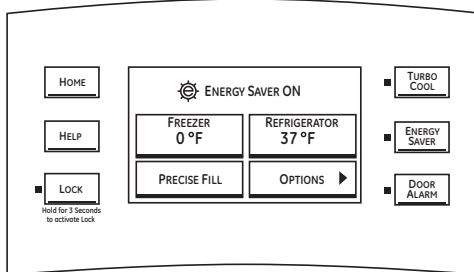 HOME
HELP
LOCK
Hold for 3 Seconds
to activate Lock
e ENERGY SAVER ON
FREEZER
0 °F
REFRIGERATOR
37 °F
PRECISE FILL
OPTIONS
TURBO
COOL
ENERGY
SAVER
DOOR
ALARM